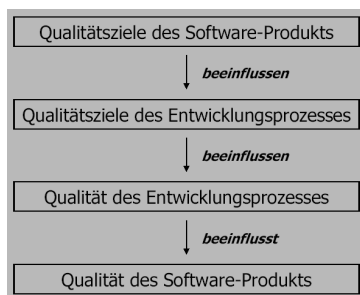 Qualitätsziele des Software-Produkts
beeinflussen
Qualitätsziele des Entwicklungsprozesses
beeinflussen
Qualität des Entwicklungsprozesses
beeinflusst
Qualität des Software-Produkts